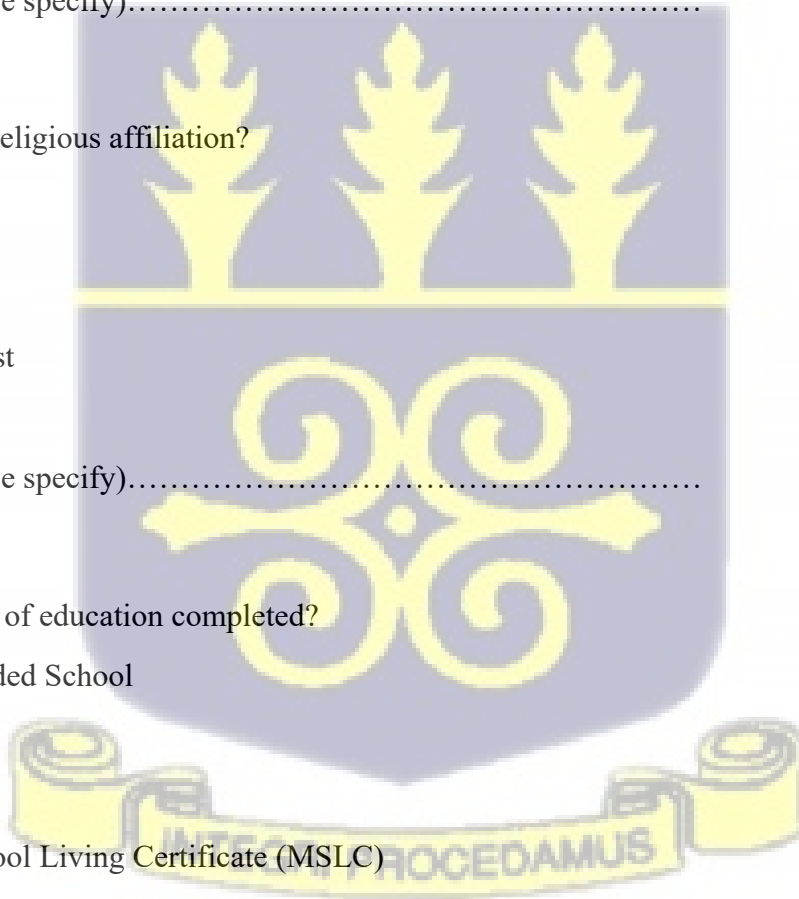 e specify)……………………………………………………
eligious affiliation?
st
e specify)……………………………………………………
of education completed?
ded School
ool Living Certificate (MSLC)
INTEGRI PROCEDAMUS